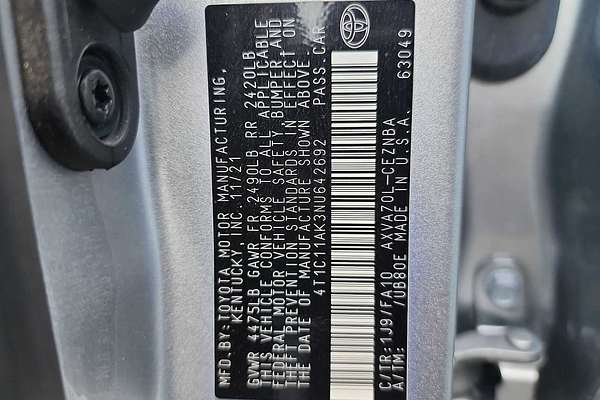 MFD.BY:TOYOTA MOTOR MANUFACTURING,
KENTUCKY, INC.11/21
GVWR 4475LB GAWR FR 2490LB RR 2420LB
THIS VEHICLE CONFORMS TO ALL APPLICABLE
FEDERAL MOTOR VEHICLE SAFETY, BUMPER AND
THEFT PREVENTION STANDARDS IN EFFECT ON
THE DATE OF MANUFACTURE SHOWN ABOVE.
4T1C11AK3NU642692 PASS.CAR
C/TR:1J9/FA10 AXVA70L-CEZNBA
A/TM: /UB80E MADE IN U.S.A. 63049